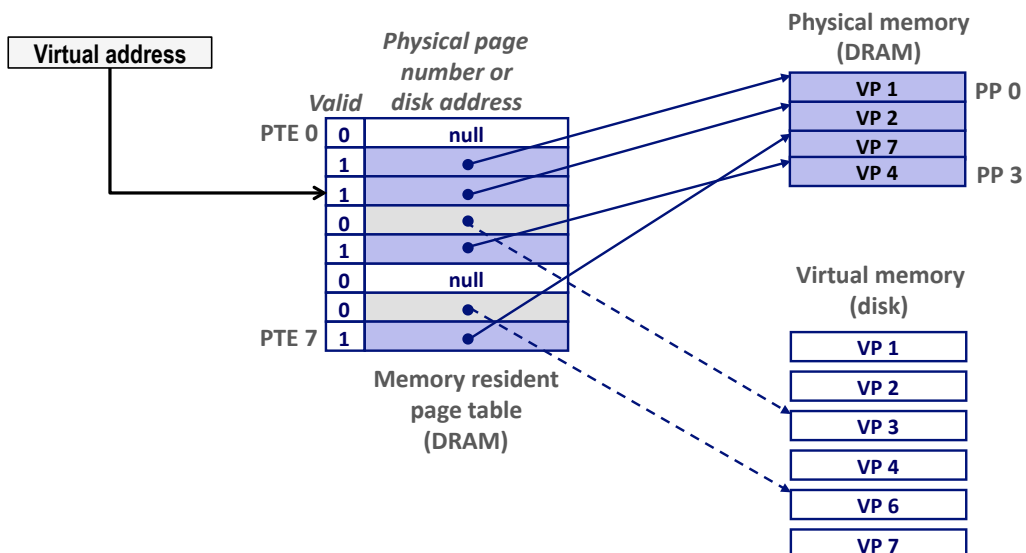 Virtual address
Physical page
number or
disk address
Valid
PTE 0
0
null
1
1
0
1
0
null
0
PTE 7
1
Memory resident
page table
(DRAM)
Physical memory
(DRAM)
VP 1
PP 0
VP 2
VP 7
VP 4
PP 3
Virtual memory
(disk)
VP 1
VP 2
VP 3
VP 4
VP 6
VP 7